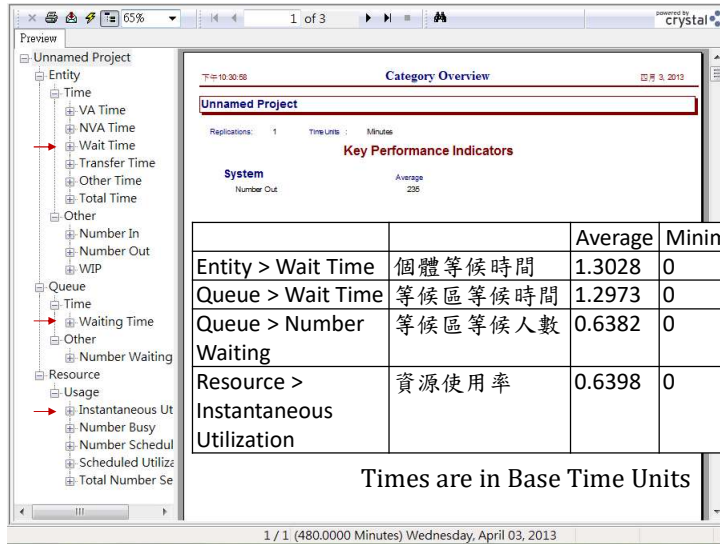 65%
1 of 3
powered by
crystal
Preview
Unnamed Project
Entity
Time
VA Time
NVA Time
Wait Time
Transfer Time
Other Time
Total Time
Other
Number In
Number Out
WIP
Queue
Time
Waiting Time
Other
Number Waiting
Resource
Usage
Instantaneous Ut
Number Busy
Number Schedul
Scheduled Utiliza
Total Number Se
下午10:30:58 Category Overview 四月 3, 2013
Unnamed Project
Replications: 1 Time Units : Minutes
Key Performance Indicators
System Average
Number Out 235
Average Minim
Entity > Wait Time 個體等候時間 1.3028 0
Queue > Wait Time 等候區等候時間 1.2973 0
Queue > Number 等候區等候人數 0.6382 0
Waiting
Resource > 資源使用率 0.6398 0
Instantaneous
Utilization
Times are in Base Time Units
1 / 1 (480.0000 Minutes) Wednesday, April 03, 2013